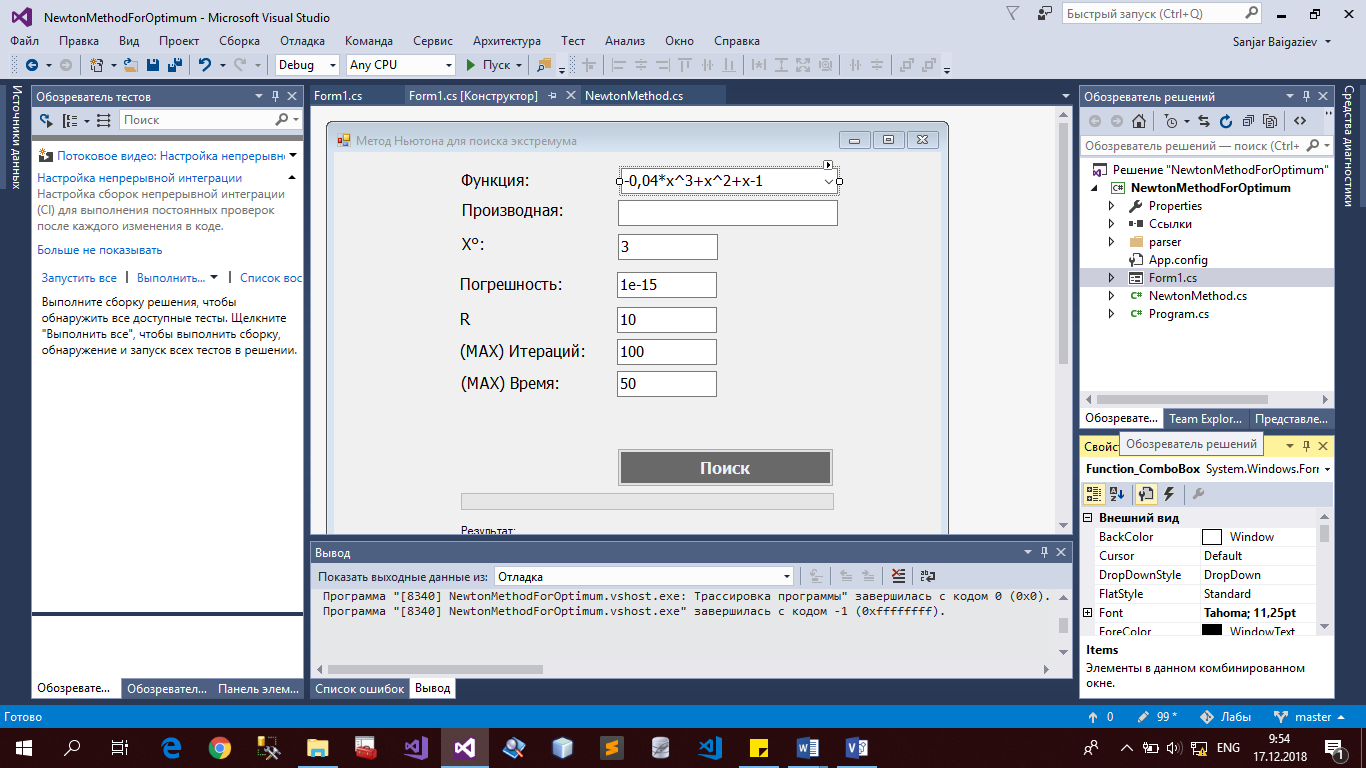 NewtonMethodForOptimum - Microsoft Visual Studio
Быстрый запуск (Ctrl+Q)
Файл Правка Вид Проект Сборка Отладка Команда Сервис Архитектура Тест Анализ Окно Справка
Sanjar Baigaziev
Debug Any CPU Пуск
Источники данных
Обозреватель тестов
Поиск
Потоковое видео: Настройка непрерывн
Настройка непрерывной интеграции
Настройка сборок непрерывной интеграции
(CI) для выполнения постоянных проверок
после каждого изменения в коде.
Больше не показывать
Запустить все Выполнить... Список вос
Выполните сборку решения, чтобы
обнаружить все доступные тесты. Щелкните
"Выполнить все", чтобы выполнить сборку,
обнаружение и запуск всех тестов в решении.
Обозревате... Обозревател... Панель элем...
Form1.cs Form1.cs [Конструктор] NewtonMethod.cs
Метод Ньютона для поиска экстремума
Функция: -0,04*x^3+x^2+x-1
Производная:
X°: 3
Погрешность: 1e-15
R 10
(MAX) Итераций: 100
(MAX) Время: 50
Поиск
Результат:
Вывод
Показать выходные данные из: Отладка
Программа "[8340] NewtonMethodForOptimum.vshost.exe: Трассировка программы" завершилась с кодом 0 (0x0).
Программа "[8340] NewtonMethodForOptimum.vshost.exe" завершилась с кодом -1 (0xffffffff).
Список ошибок Вывод
Обозреватель решений
Обозреватель решений — поиск (Ctrl+
Решение "NewtonMethodForOptimum"
NewtonMethodForOptimum
Properties
Ссылки
parser
App.config
Form1.cs
NewtonMethod.cs
Program.cs
Обозревате... Team Explor... Представле...
Свойст
Обозреватель решений
Function_ComboBox System.Windows.For
Внешний вид
BackColor Window
Cursor Default
DropDownStyle DropDown
FlatStyle Standard
Font Tahoma; 11,25pt
ForeColor WindowText
Items
Элементы в данном комбинированном
окне.
Средства диагностики
Готово
0 99* Лабы master
ENG
9:54
17.12.2018
1